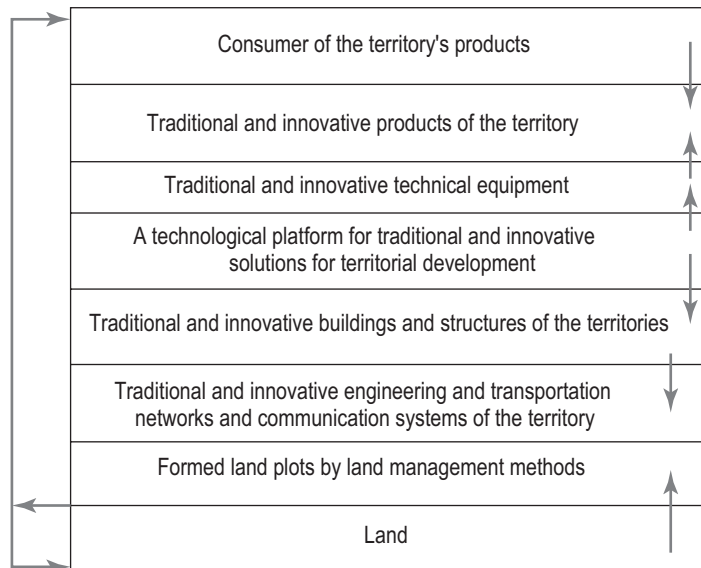 Consumer of the territory's products
Traditional and innovative products of the territory
Traditional and innovative technical equipment
A technological platform for traditional and innovative
solutions for territorial development
Traditional and innovative buildings and structures of the territories
Traditional and innovative engineering and transportation
networks and communication systems of the territory
Formed land plots by land management methods
Land